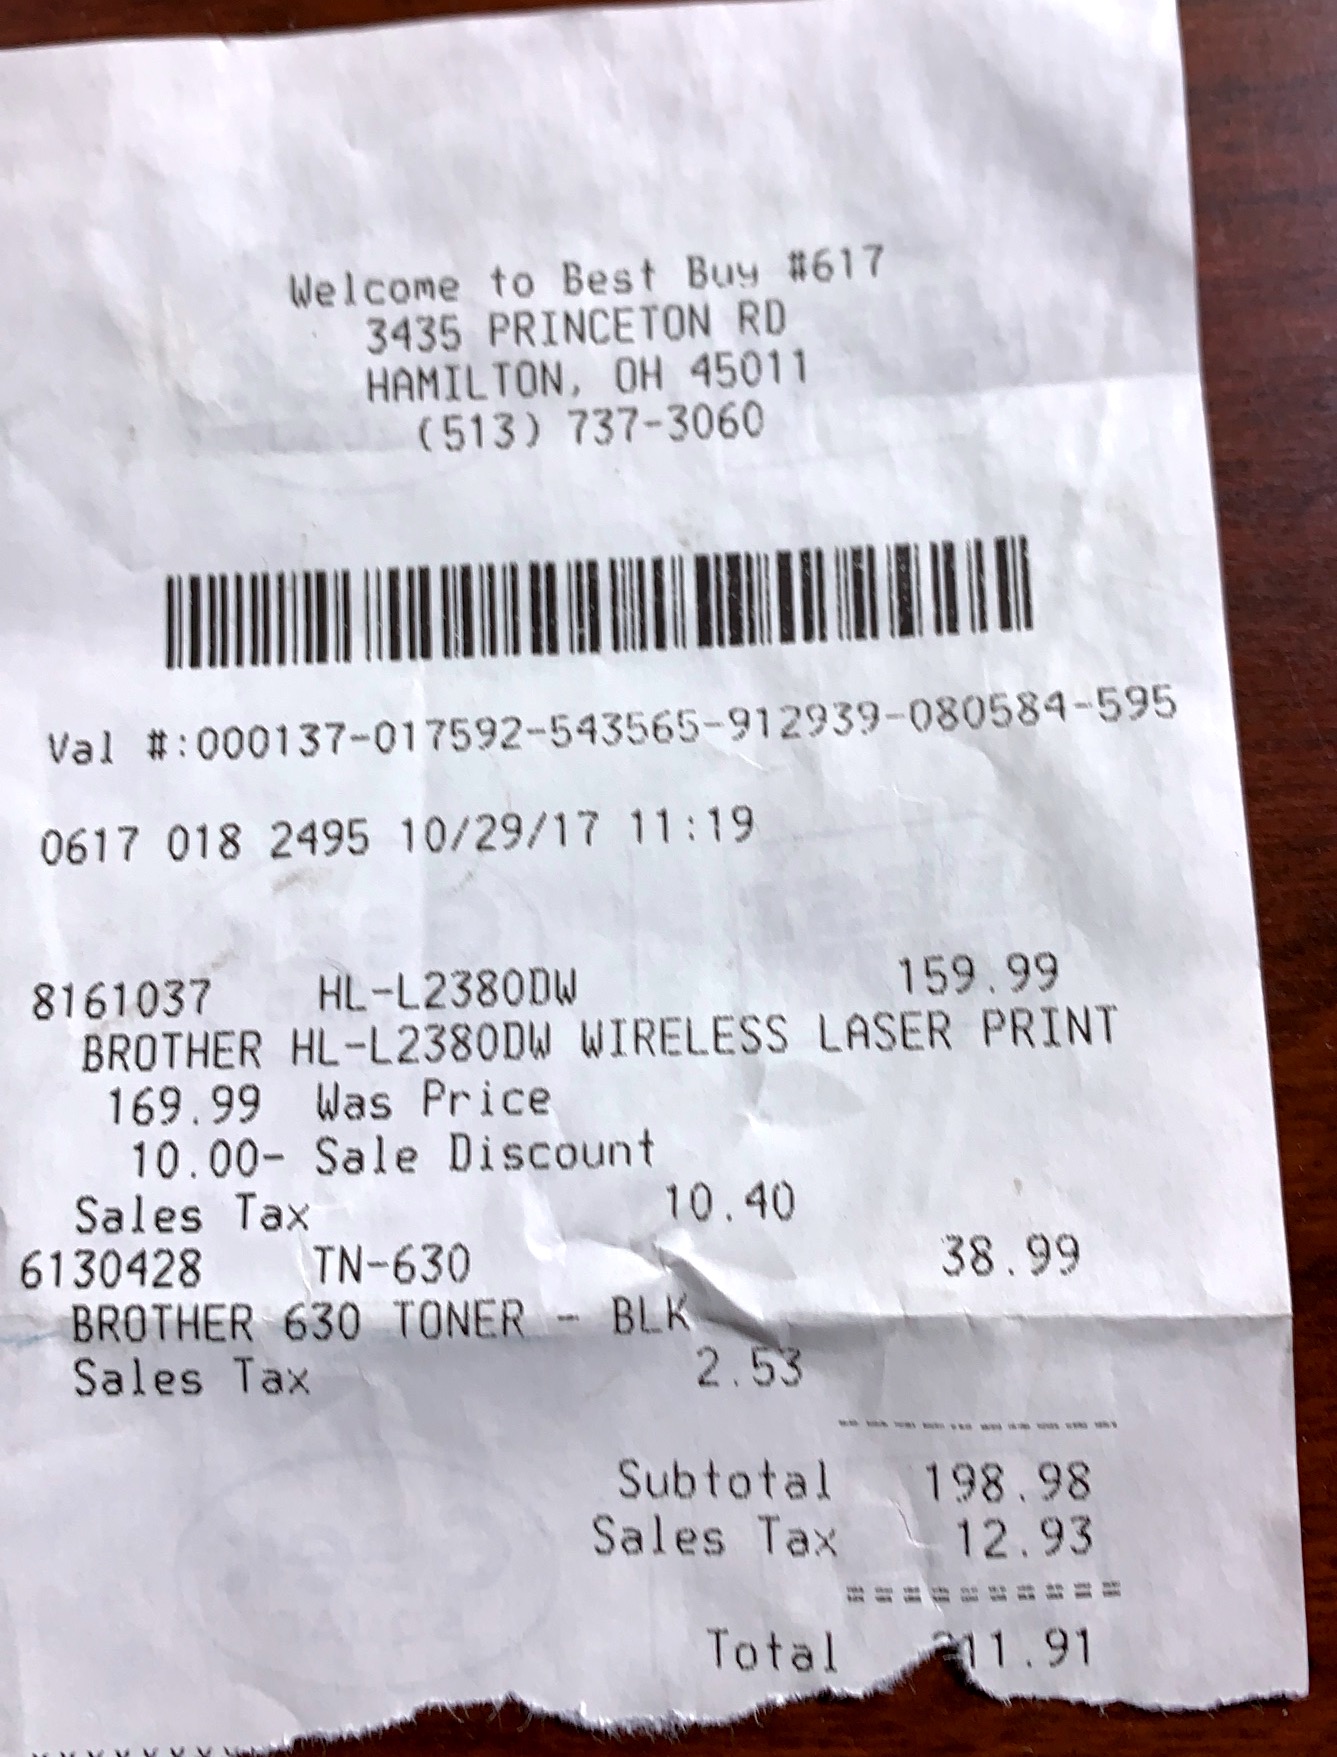 Welcome to Best Buy #617
3435 PRINCETON RD
HAMILTON, OH 45011
(513) 737-3060
Val #:000137-017592-543565-912939-080584-595
0617 018 2495 10/29/17 11:19
8161037 HL-L2380DW 159.99
BROTHER HL-L2380DW WIRELESS LASER PRINT
169.99 Was Price
10.00- Sale Discount
Sales Tax 10.40
6130428 TN-630 38.99
BROTHER 630 TONER - BLK
Sales Tax 2.53
Subtotal 198.98
Sales Tax 12.93
Total 211.91